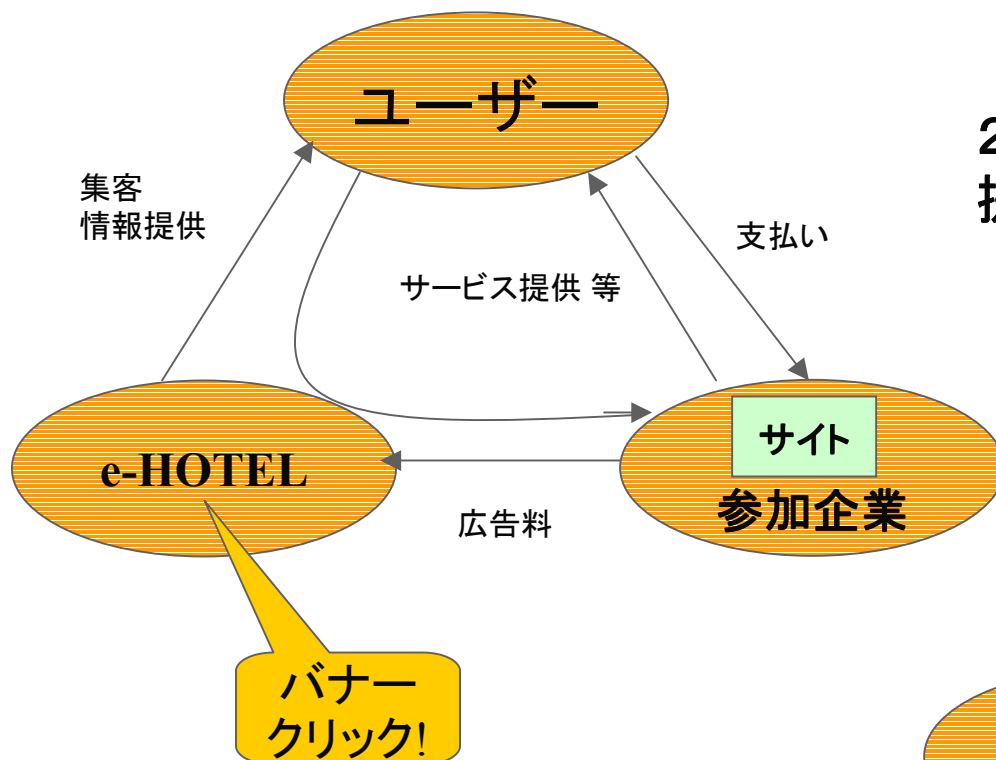 ユーザー
2
集客
情報提供
支払い
サービス提供 等
サイト
e-HOTEL
参加企業
広告料
バナー
クリック!